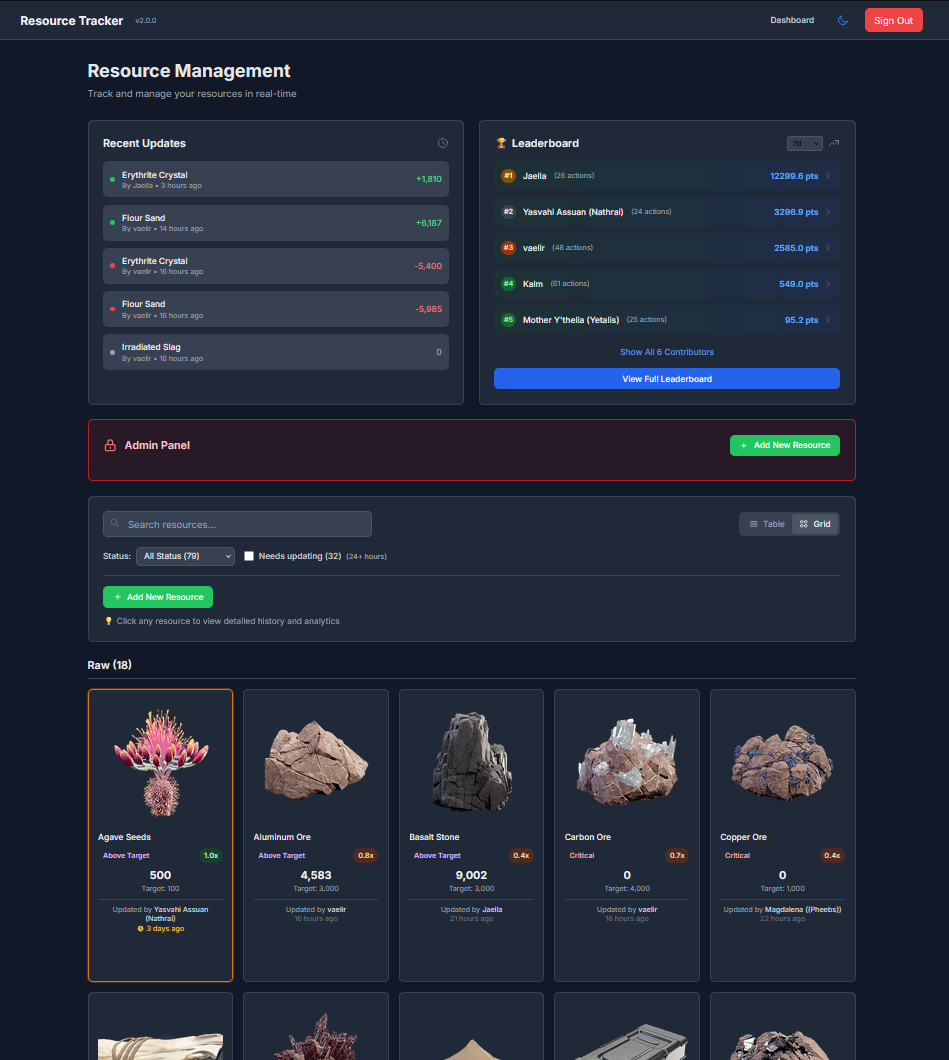 Resource Tracker v2.0.0 Dashboard Sign Out
Resource Management
Track and manage your resources in real-time
Recent Updates
Erythrite Crystal
By Jaella • 3 hours ago
+1,810
Flour Sand
By vaelir • 14 hours ago
+6,187
Erythrite Crystal
By vaelir • 16 hours ago
-5,400
Flour Sand
By vaelir • 16 hours ago
-5,985
Irradiated Slag
By vaelir • 16 hours ago
0
Leaderboard 7d
#1 Jaella (26 actions) 12299.6 pts
#2 Yasvahi Assuan (Nathrai) (24 actions) 3296.9 pts
#3 vaelir (48 actions) 2585.0 pts
#4 Kalm (61 actions) 549.0 pts
#5 Mother Y'thella (Yetalis) (25 actions) 95.2 pts
Show All 6 Contributors
View Full Leaderboard
Admin Panel + Add New Resource
Search resources... Table Grid
Status: All Status (79) Needs updating (32) (24+ hours)
+ Add New Resource
Click any resource to view detailed history and analytics
Raw (18)
Agave Seeds
Above Target 1.0x
500
Target: 100
Updated by Yasvahi Assuan
(Nathrai)
3 days ago
Aluminum Ore
Above Target 0.8x
4,583
Target: 3,000
Updated by vaelir
16 hours ago
Basalt Stone
Above Target 0.4x
9,002
Target: 3,000
Updated by Jaella
21 hours ago
Carbon Ore
Critical 0.7x
0
Target: 4,000
Updated by vaelir
16 hours ago
Copper Ore
Critical 0.4x
0
Target: 1,000
Updated by Magdalena ((Pheebs))
22 hours ago